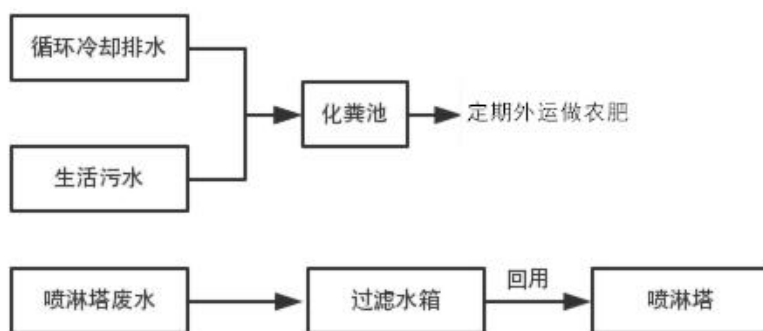 循环冷却排水
化粪池
定期外运做农肥
生活污水
喷淋塔废水
过滤水箱
回用
喷淋塔